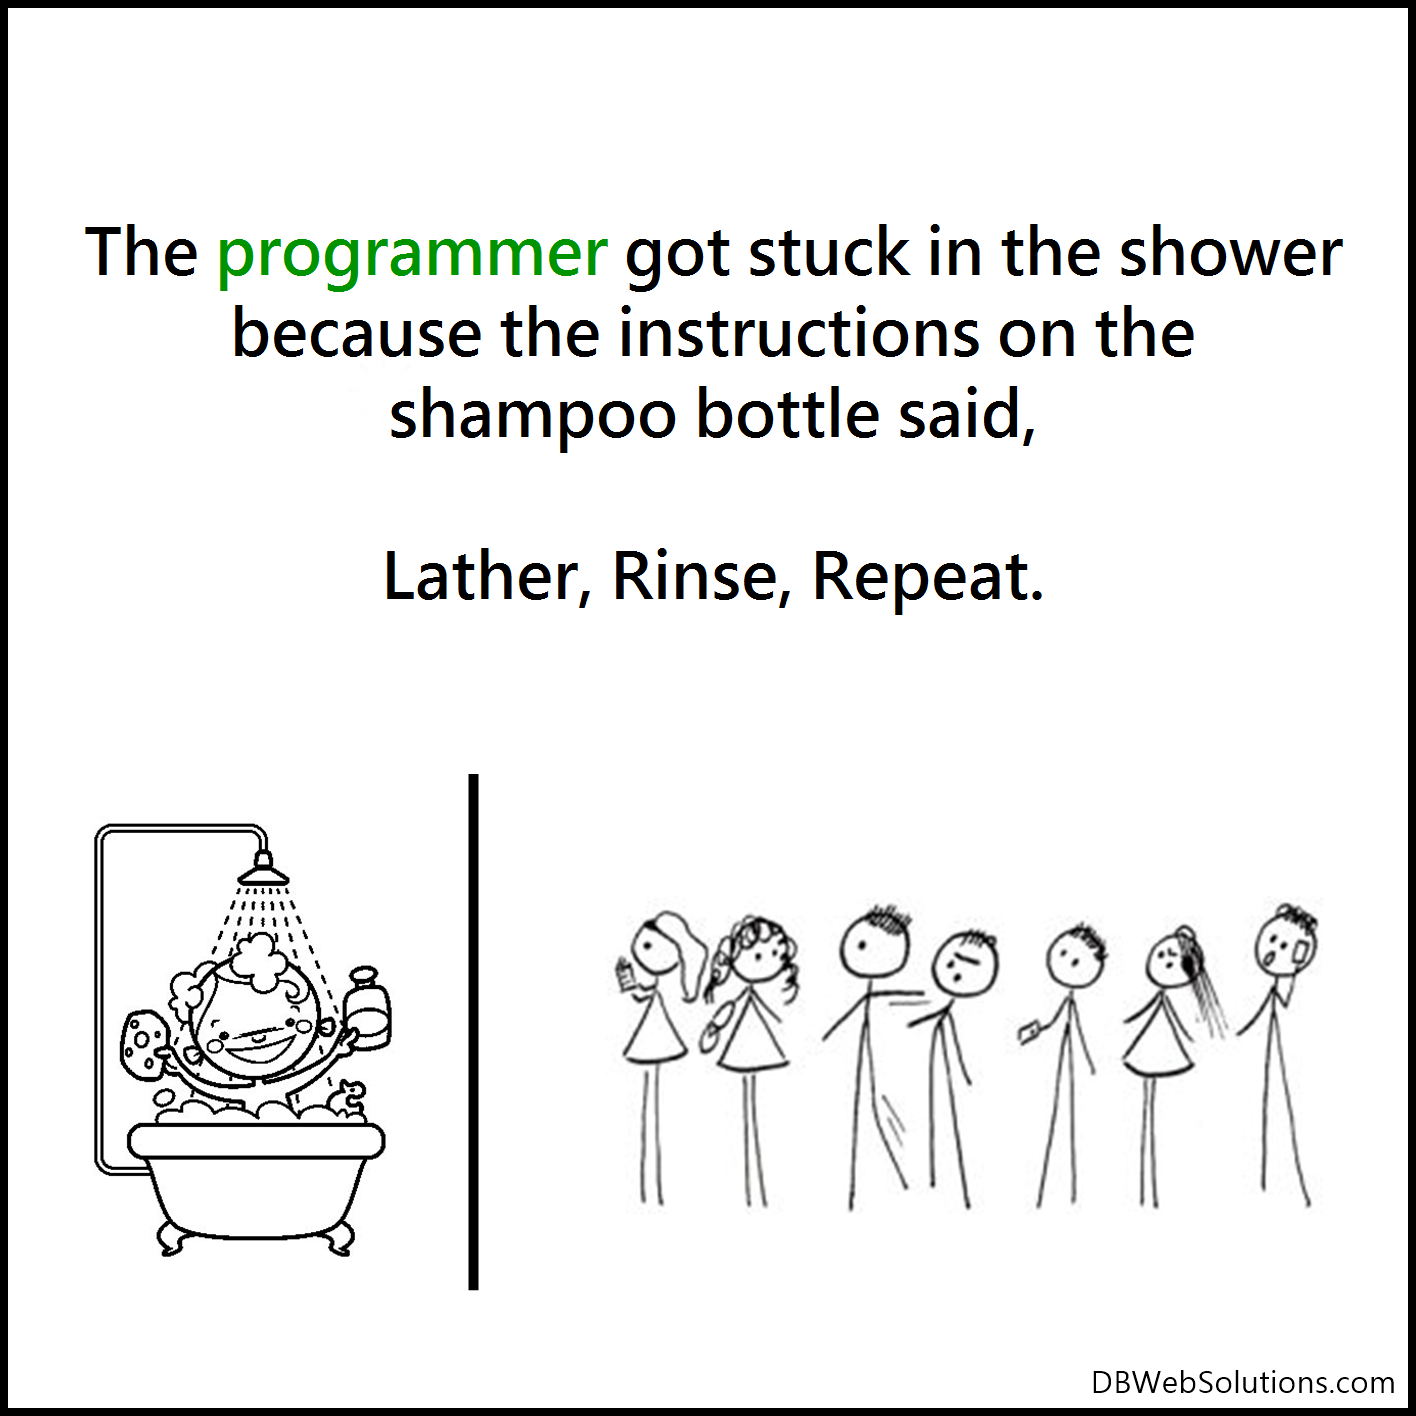 The programmer got stuck in the shower
because the instructions on the
shampoo bottle said,
Lather, Rinse, Repeat.
DBWebSolutions.com